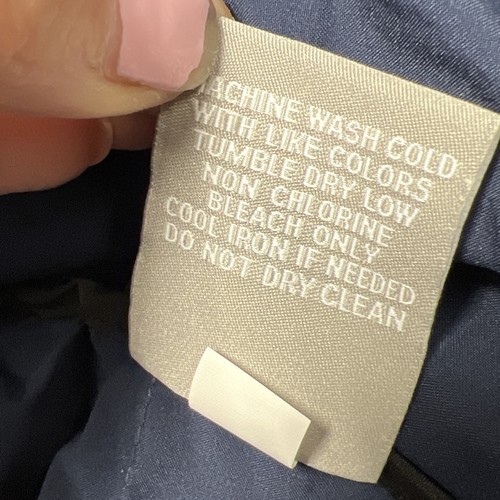 MACHINE WASH COLD
WITH LIKE COLORS
TUMBLE DRY LOW
NON CHLORINE
BLEACH ONLY
COOL IRON IF NEEDED
DO NOT DRY CLEAN